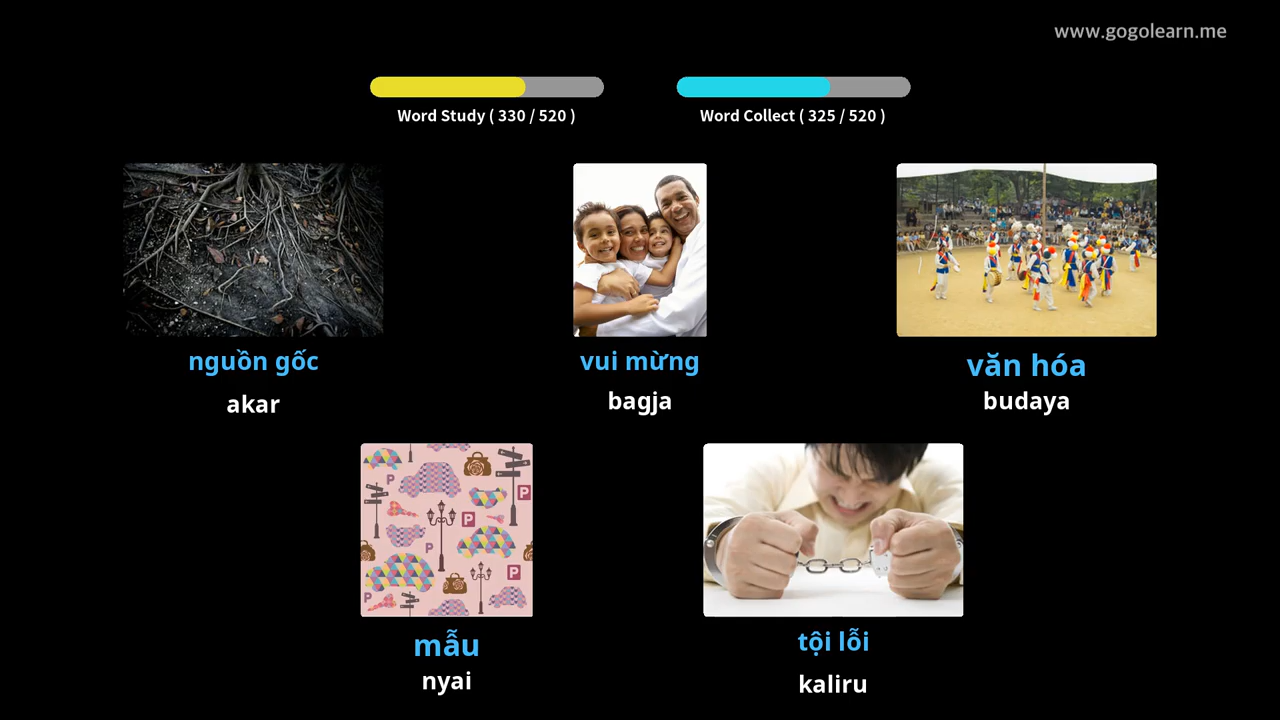 www.gogolearn.me
Word Study ( 330 / 520 )
Word Collect ( 325 / 520 )
nguồn gốc
akar
vui mừng
bagja
văn hóa
budaya
P
P
P
P
P
P
mẫu
nyai
tội lỗi
kaliru